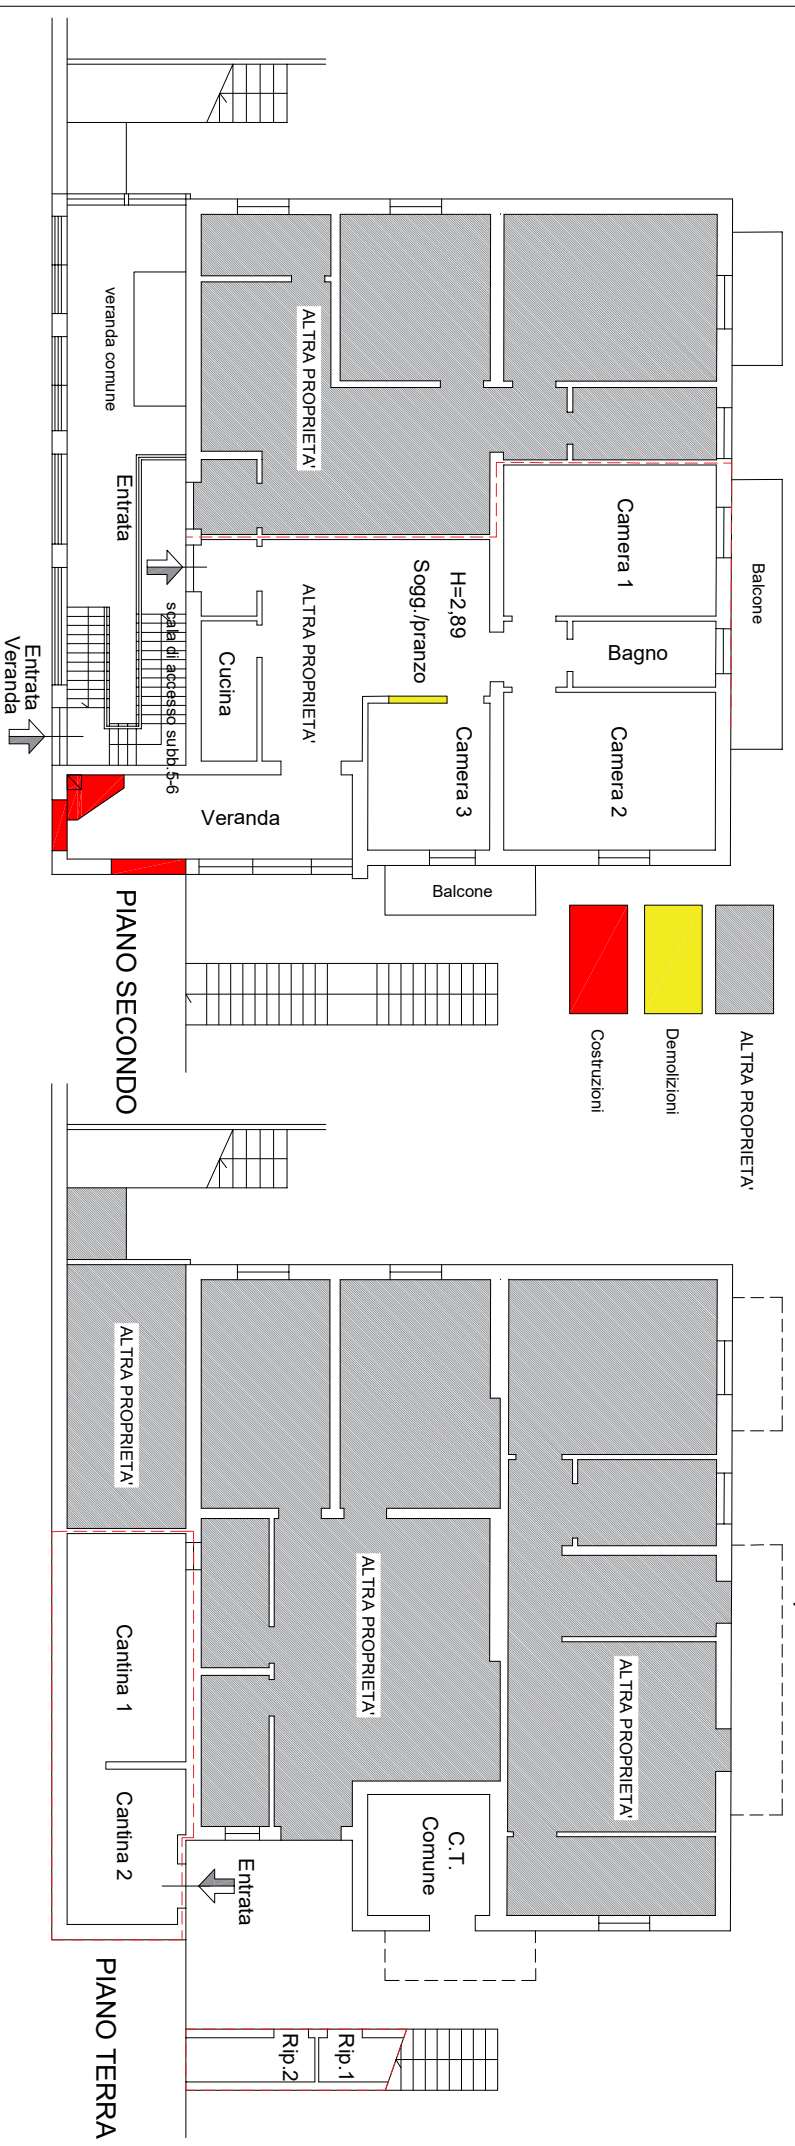 Balcone
Camera 1
Bagno
Camera 2
H=2,89
Sogg./pranzo
Camera 3
ALTRA PROPRIETA'
ALTRA PROPRIETA'
Cucina
veranda comune
Entrata
scala di accesso subb.5-6
Entrata
Veranda
Veranda
Balcone
PIANO SECONDO
ALTRA PROPRIETA'
Demolizioni
Costruzioni
ALTRA PROPRIETA'
ALTRA PROPRIETA'
ALTRA PROPRIETA'
C.T.
Comune
Cantina 1
Cantina 2
Entrata
Rip.1
Rip.2
PIANO TERRA